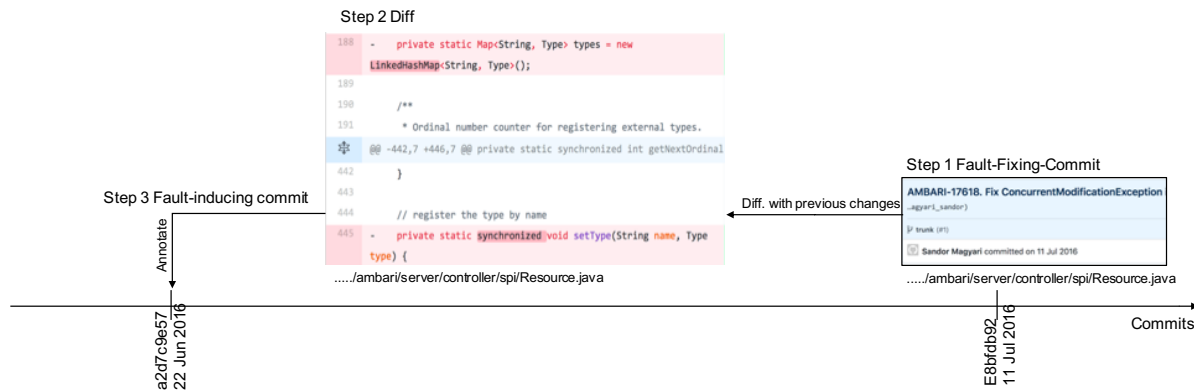 Step 2 Diff
188 - private static Map<String, Type> types = new
LinkedHashMap<String, Type>();
189
190 /**
191 * Ordinal number counter for registering external types.
@@ -442,7 +446,7 @@ private static synchronized int getNextOrdinal
442 }
443
444 // register the type by name
445 - private static synchronized void setType(String name, Type
type) {
...../ambari/server/controller/spi/Resource.java
Step 1 Fault-Fixing-Commit
AMBARI-17618. Fix ConcurrentModificationException
..agyari_sandor)
trunk (#1)
Sandor Magyari committed on 11 Jul 2016
...../ambari/server/controller/spi/Resource.java
Diff. with previous changes
Step 3 Fault-inducing commit
Annotate
a2d7c9e57
22 Jun 2016
E8bfdb92
11 Jul 2016
Commits